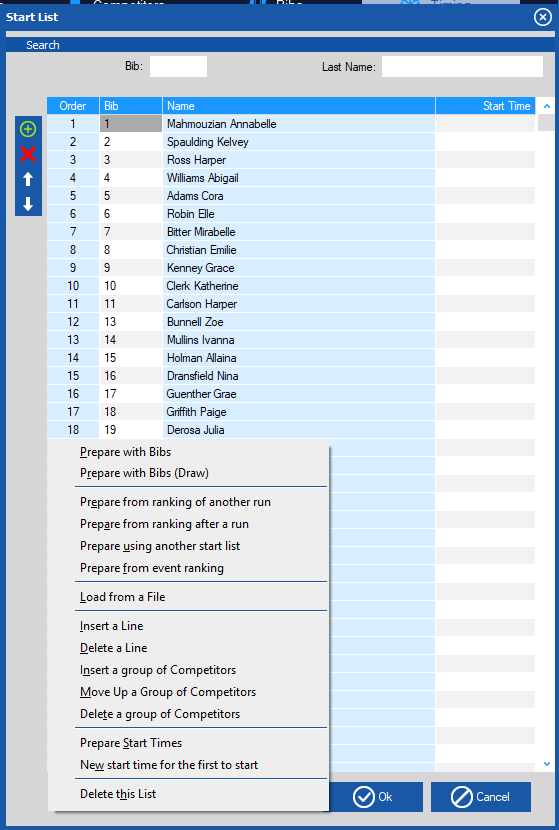 Competitors Bibs Timing
Start List
Search
Bib: Last Name:
Order Bib Name Start Time
1 1 Mahmouzian Annabelle
2 2 Spaulding Kelvey
3 3 Ross Harper
4 4 Williams Abigail
5 5 Adams Cora
6 6 Robin Elle
7 7 Bitter Mirabelle
8 8 Christian Emilie
9 9 Kenney Grace
10 10 Clerk Katherine
11 11 Carlson Harper
12 13 Bunnell Zoe
13 14 Mullins Ivanna
14 15 Holman Allaina
15 16 Dransfield Nina
16 17 Guenther Grae
17 18 Griffith Paige
18 19 Derosa Julia
Prepare with Bibs
Prepare with Bibs (Draw)
Prepare from ranking of another run
Prepare from ranking after a run
Prepare using another start list
Prepare from event ranking
Load from a File
Insert a Line
Delete a Line
Insert a group of Competitors
Move Up a Group of Competitors
Delete a group of Competitors
Prepare Start Times
New start time for the first to start
Delete this List
Ok Cancel